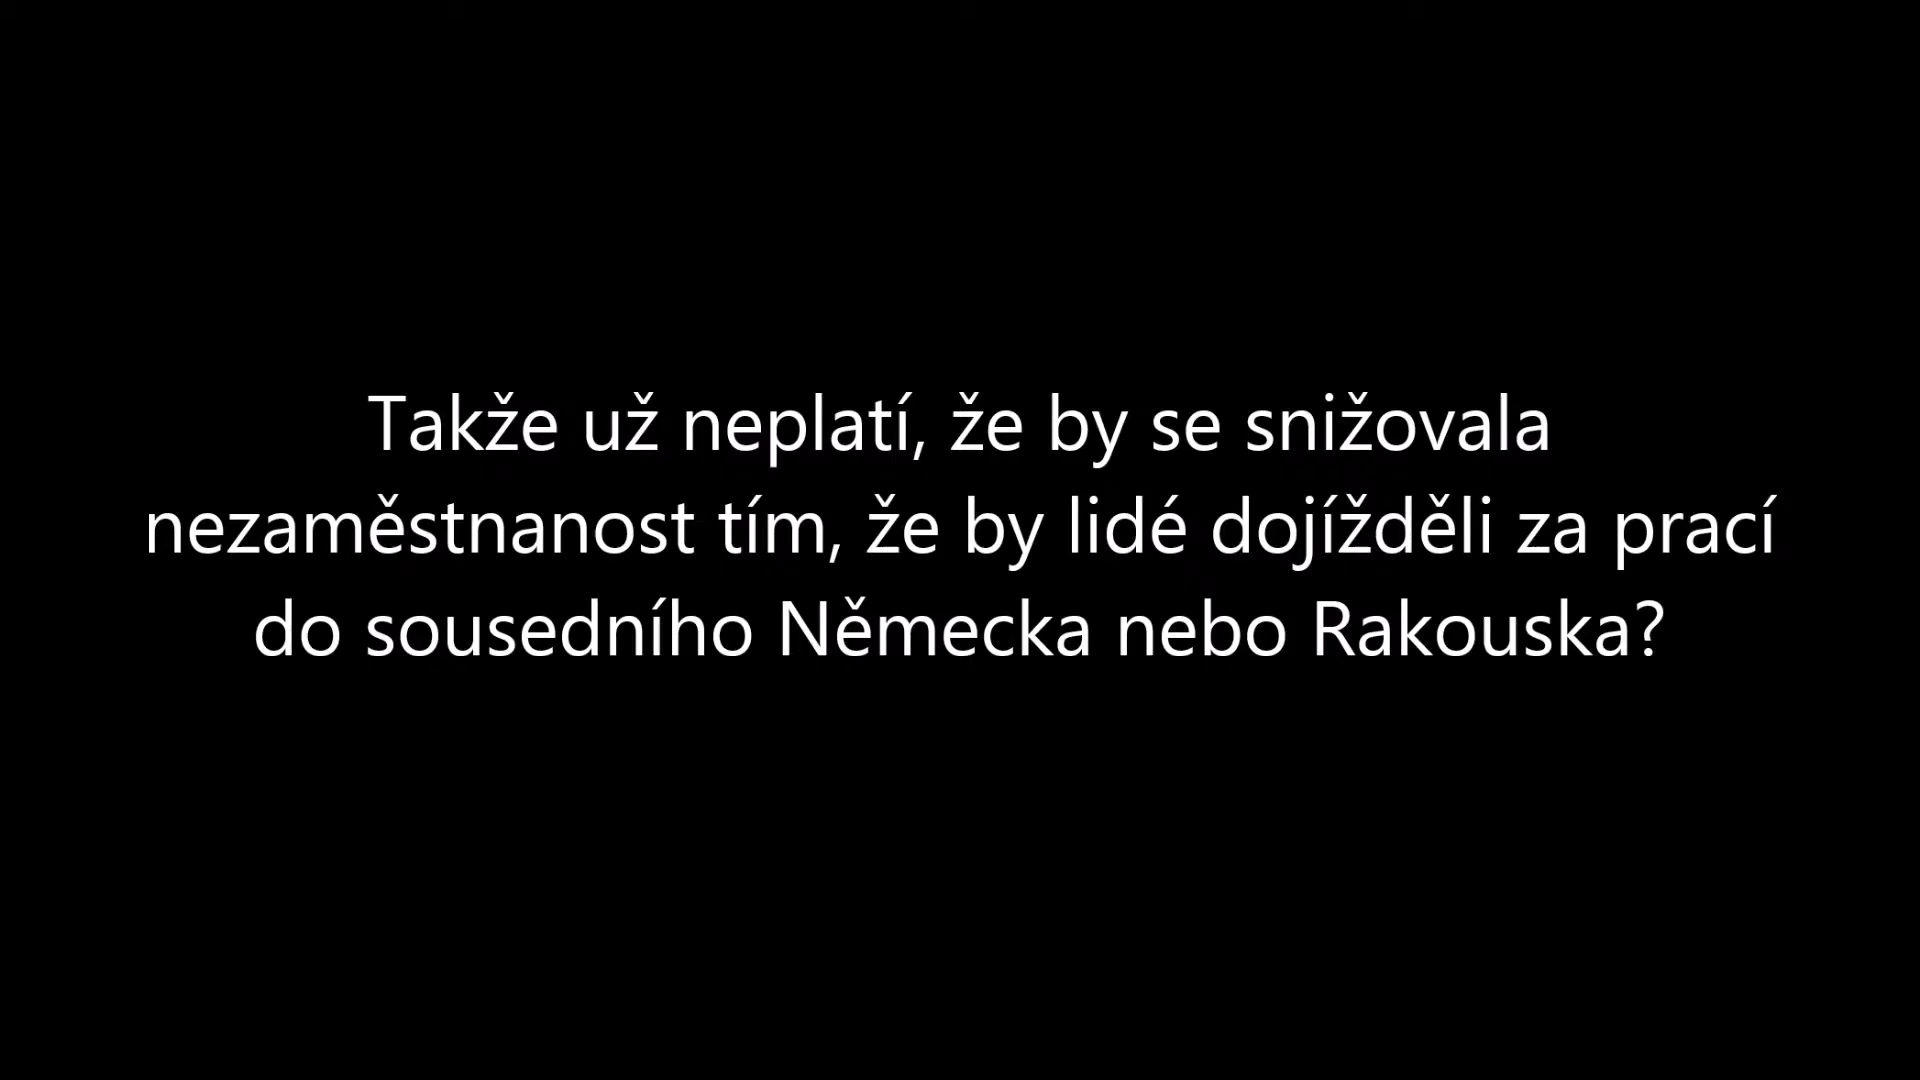 Takže už neplatí, že by se snižovala
nezaměstnanost tím, že by lidé dojížděli za prací
do sousedního Německa nebo Rakouska?